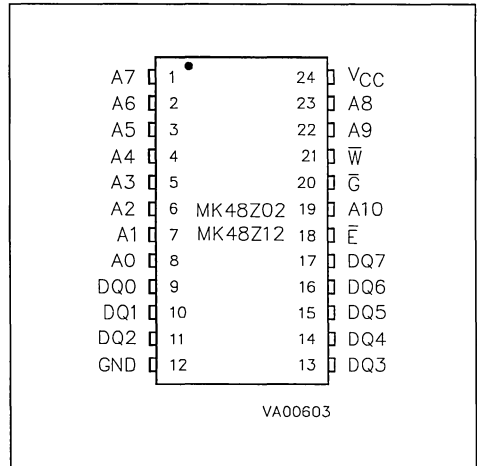 A7 1 24 V_CC
A6 2 23 A8
A5 3 22 A9
A4 4 21 W̅
A3 5 20 G̅
A2 6 MK48Z02 19 A10
A1 7 MK48Z12 18 E̅
A0 8 17 DQ7
DQ0 9 16 DQ6
DQ1 10 15 DQ5
DQ2 11 14 DQ4
GND 12 13 DQ3
VA00603